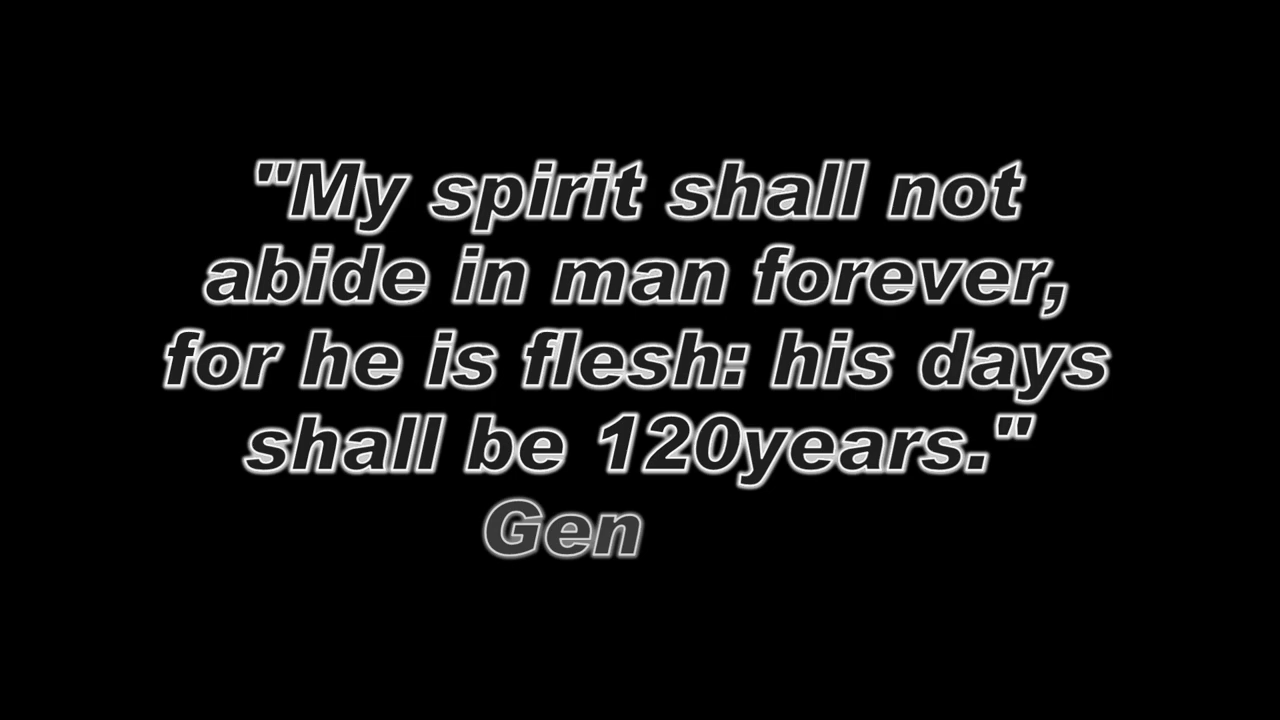 "My spirit shall not
abide in man forever,
for he is flesh: his days
shall be 120years."
Gen